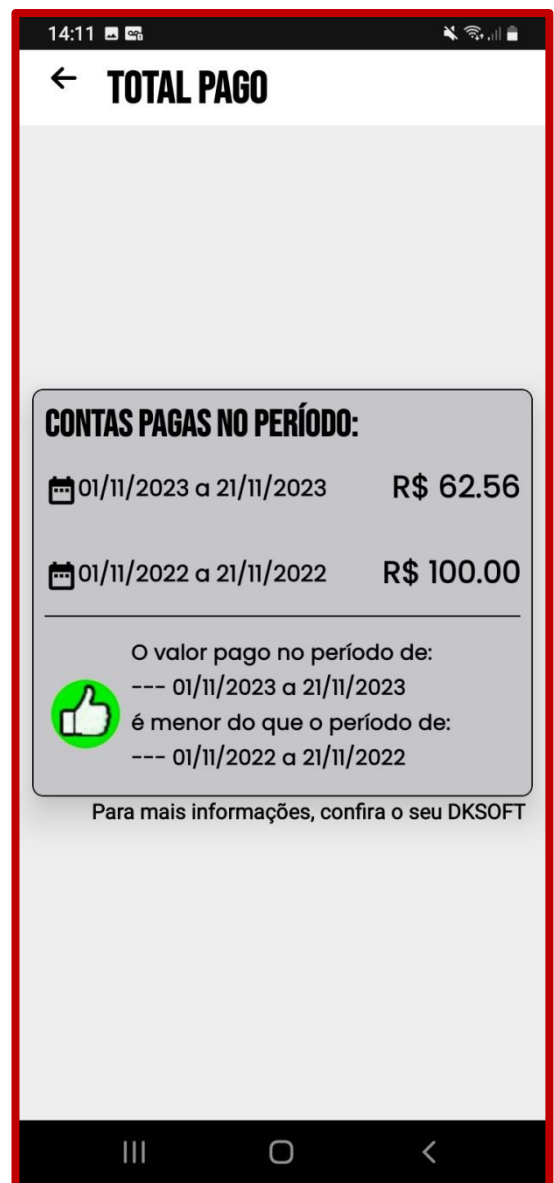 14:11
TOTAL PAGO
CONTAS PAGAS NO PERÍODO:
01/11/2023 a 21/11/2023 R$ 62.56
01/11/2022 a 21/11/2022 R$ 100.00
O valor pago no período de:
--- 01/11/2023 a 21/11/2023
é menor do que o período de:
--- 01/11/2022 a 21/11/2022
Para mais informações, confira o seu DKSOFT